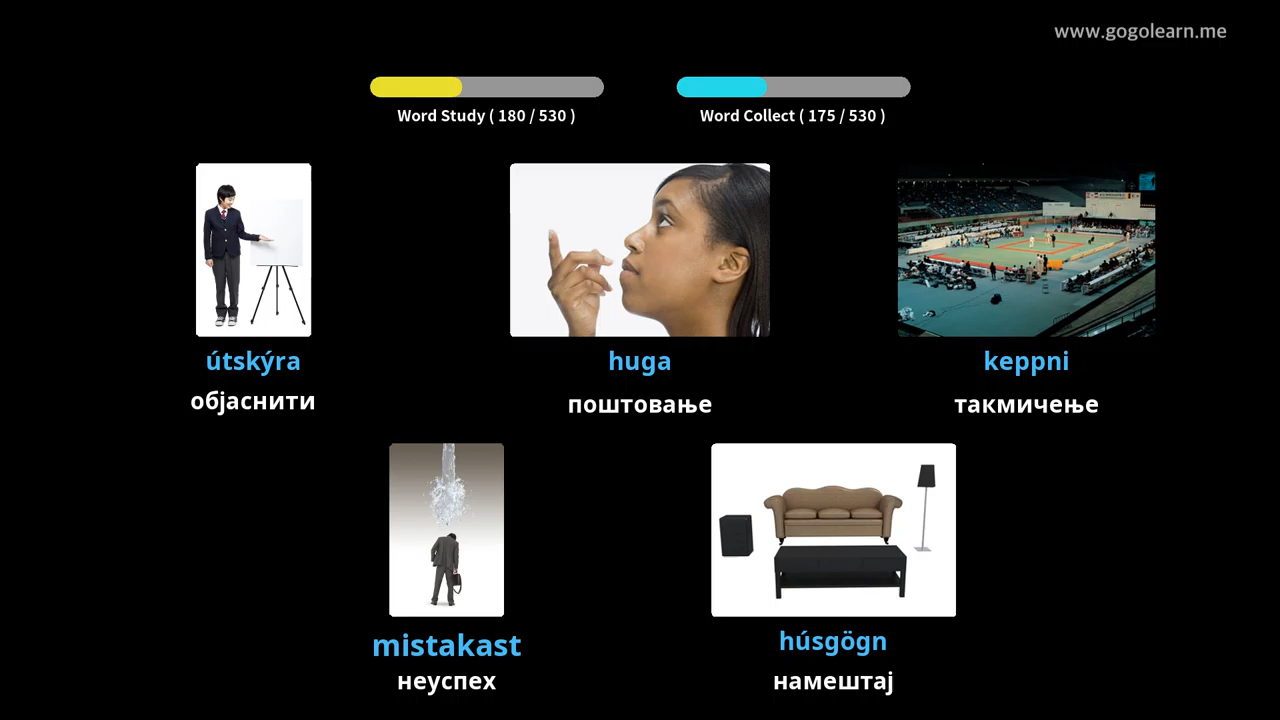 www.gogolearn.me
Word Study ( 180 / 530 )
Word Collect ( 175 / 530 )
útskýra
huga
keppni
објаснити
поштовање
такмичење
mistakast
húsgögn
неуспех
намештај